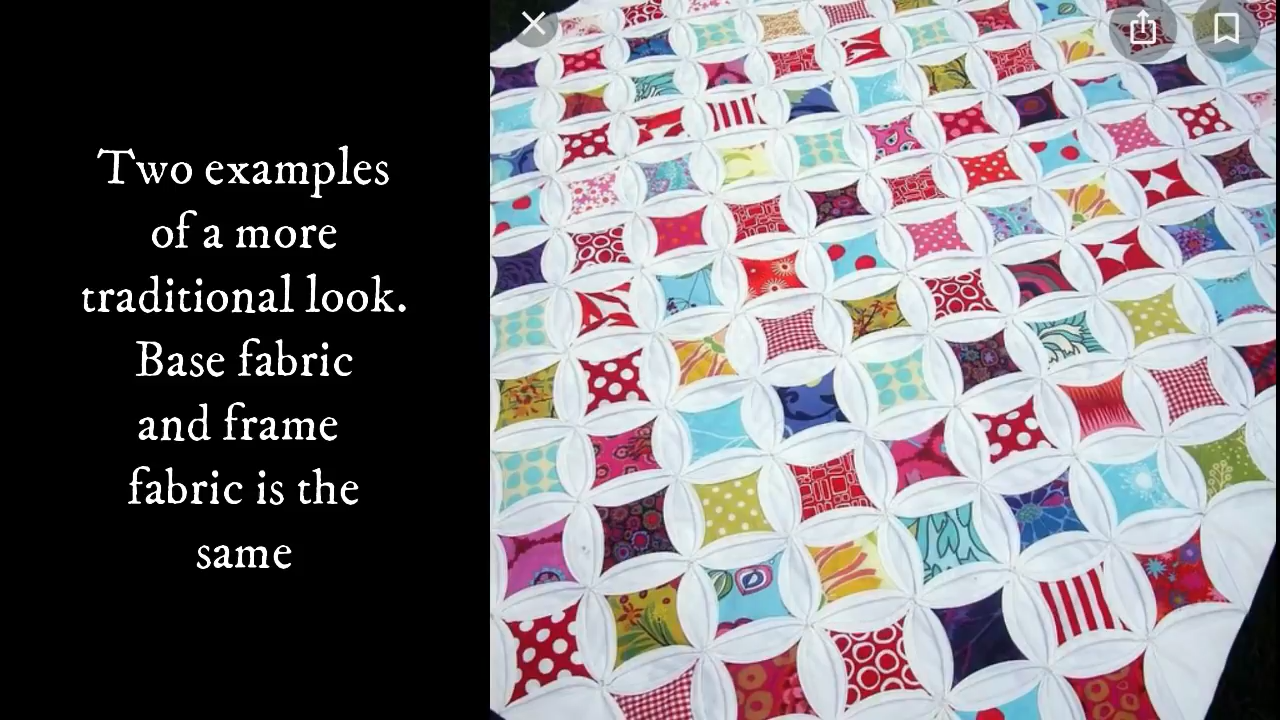 Two examples
of a more
traditional look.
Base fabric
and frame
fabric is the
same